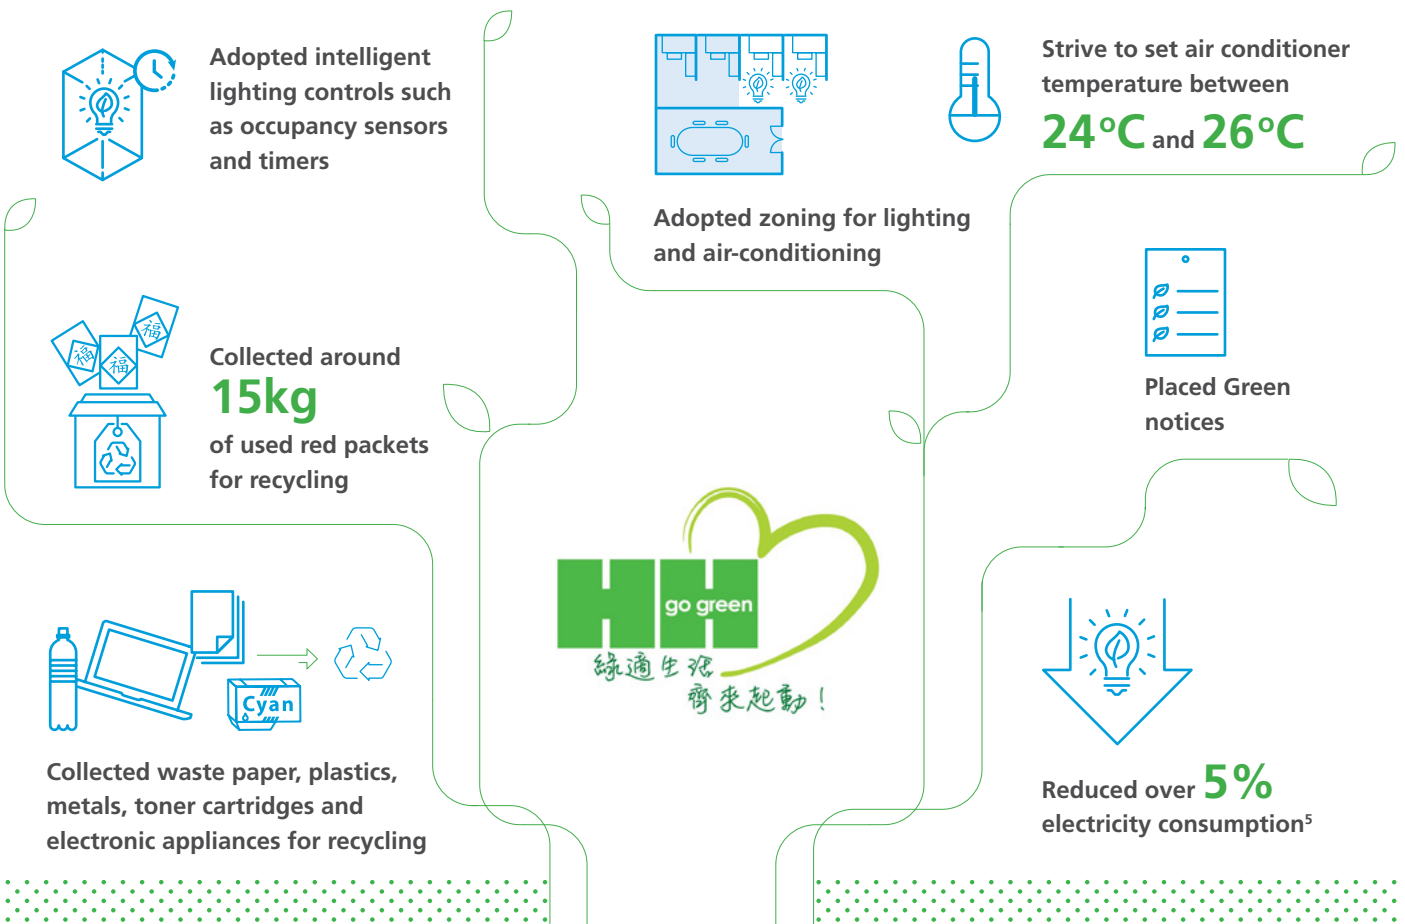 Adopted intelligent
lighting controls such
as occupancy sensors
and timers
Adopted zoning for lighting
and air-conditioning
Strive to set air conditioner
temperature between
24°C and 26°C
福
福
福
Collected around
15kg
of used red packets
for recycling
Placed Green
notices
HH
go green
綠適生活
齊來起動！
Cyan
Collected waste paper, plastics,
metals, toner cartridges and
electronic appliances for recycling
Reduced over 5%
electricity consumption⁵